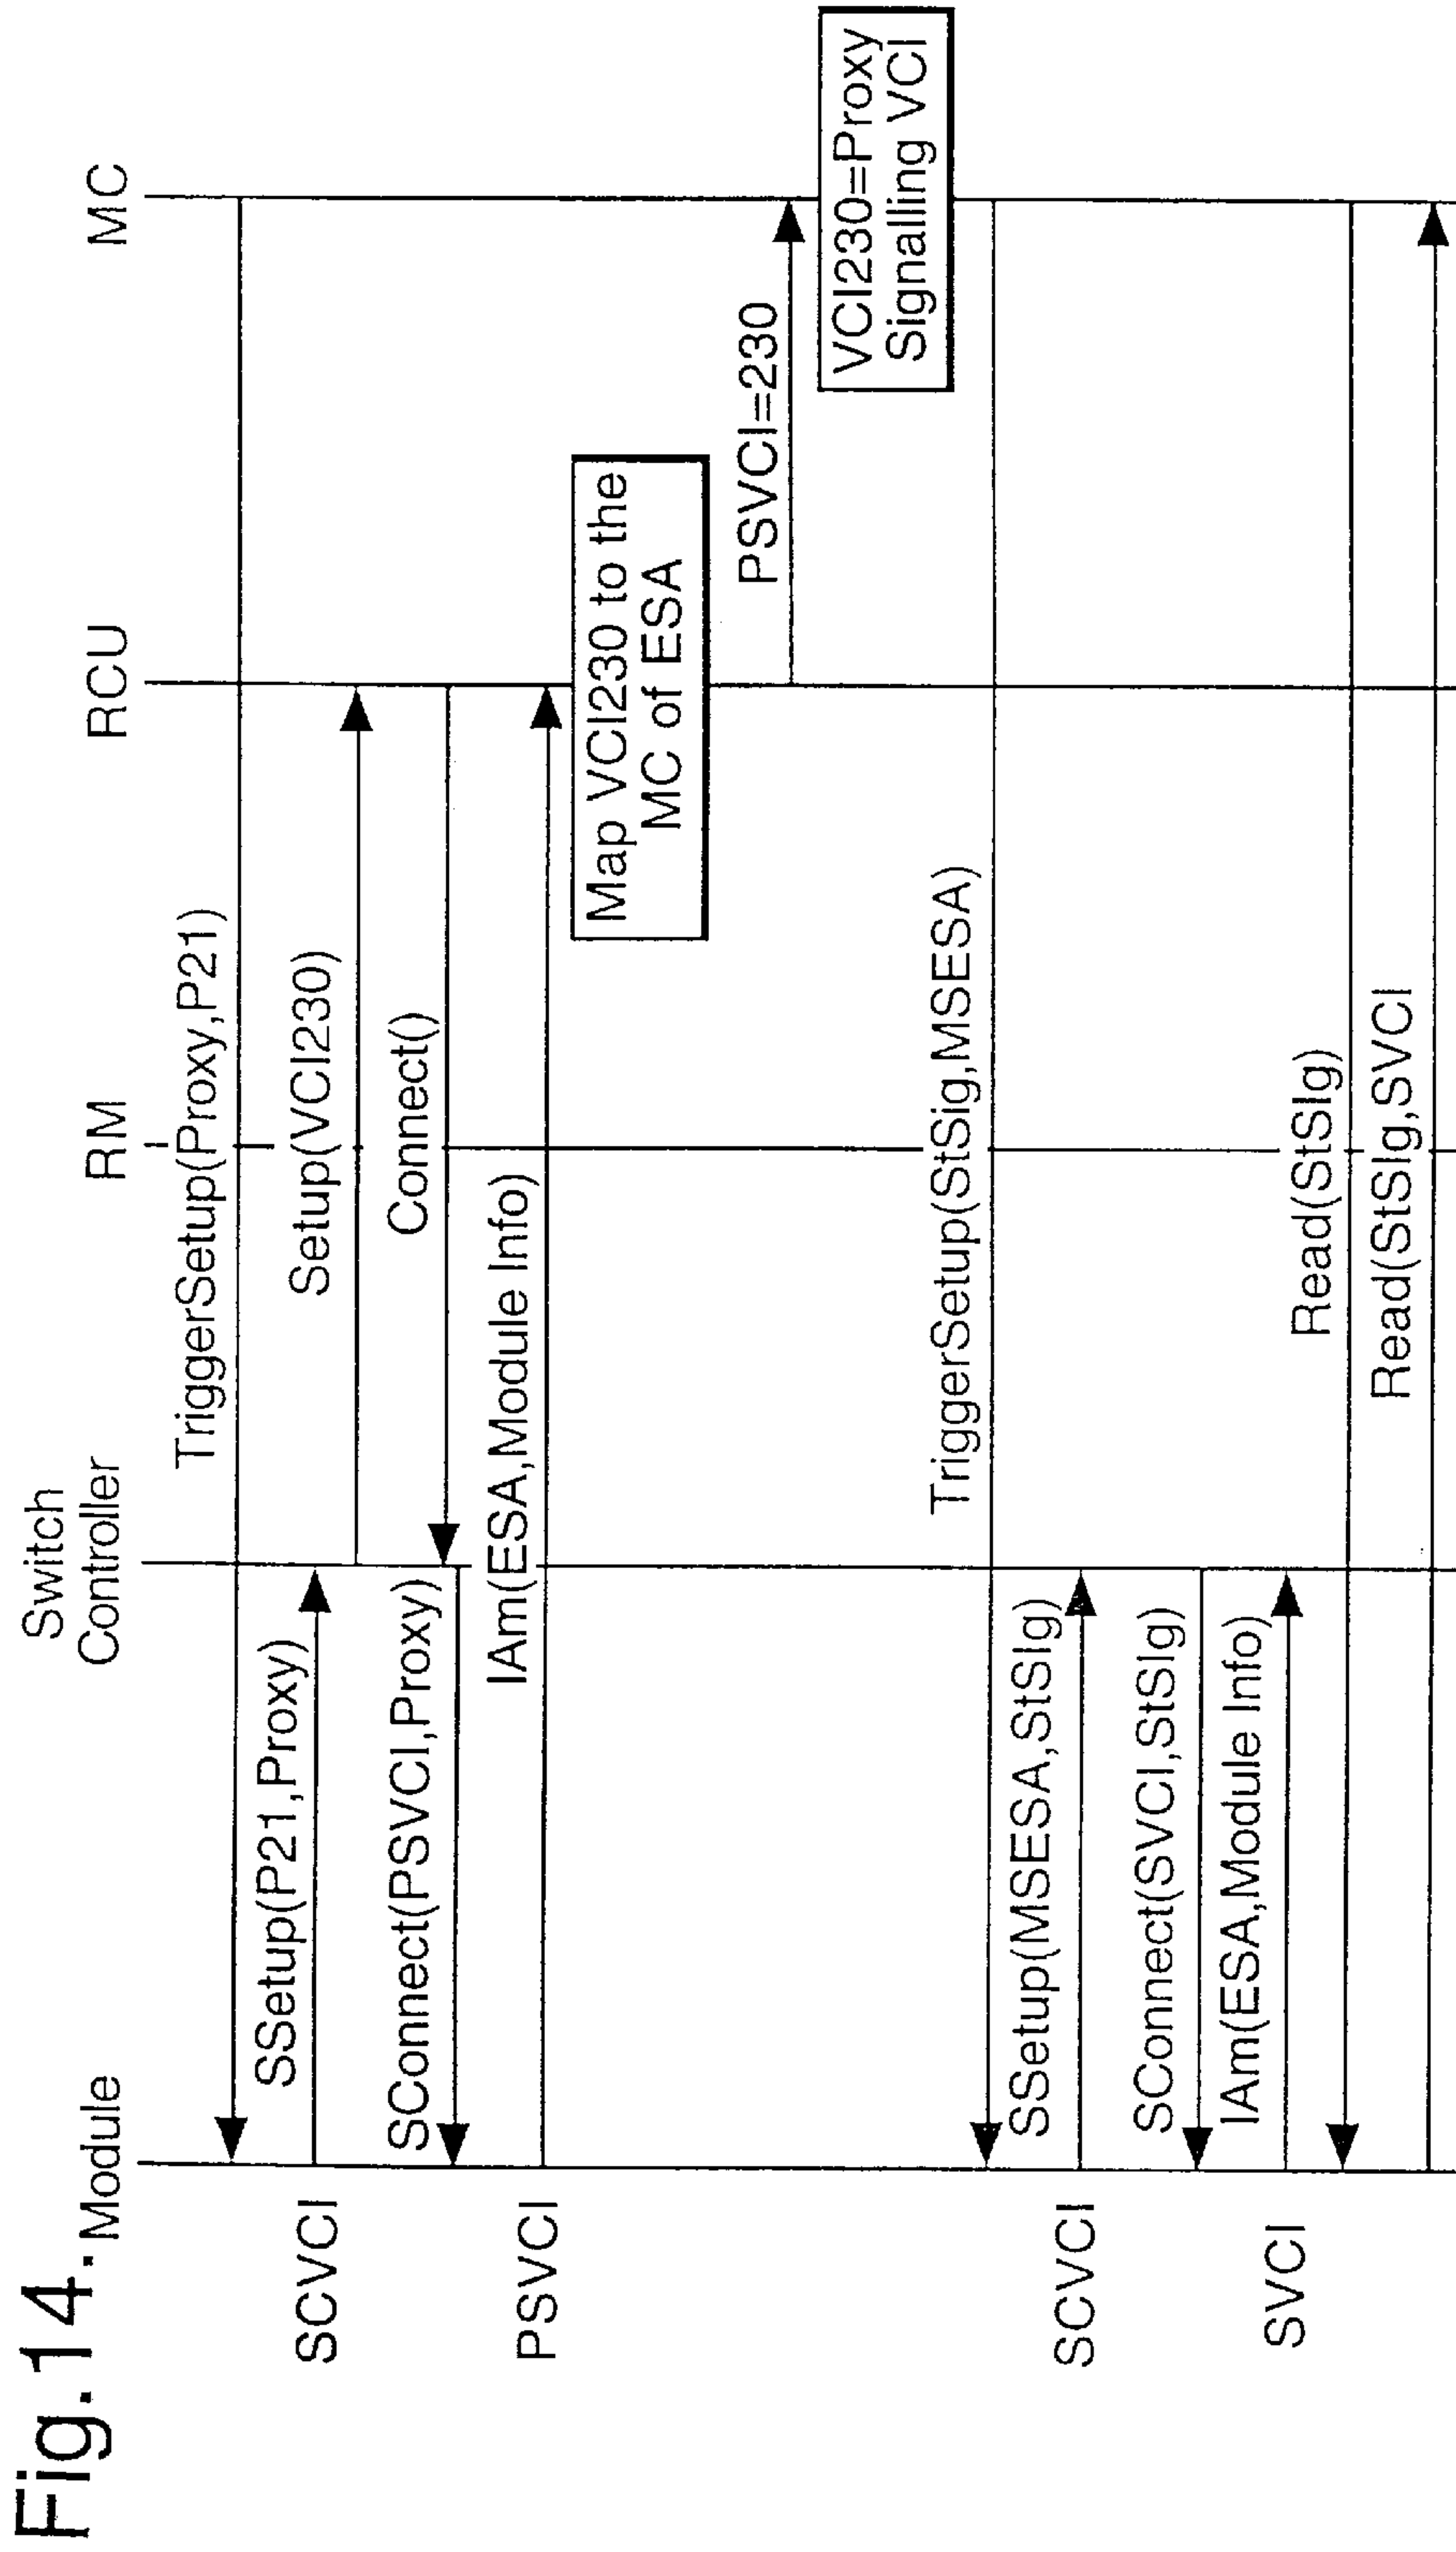 Fig.14.
Module
Switch
Controller
RM
RCU
MC
TriggerSetup(Proxy,P21)
SSetup(P21,Proxy)
SCVCI
Setup(VCI230)
Connect()
SConnect(PSVCI,Proxy)
IAm(ESA,Module Info)
PSVCI
Map VCI230 to the
MC of ESA
PSVCI=230
VCI230=Proxy
Signalling VCI
TriggerSetup(StSig,MSESA)
SSetup(MSESA,StSlg)
SCVCI
SConnect(SVCI,StSlg)
IAm(ESA,Module Info)
SVCI
Read(StSlg)
Read(StSlg,SVCI